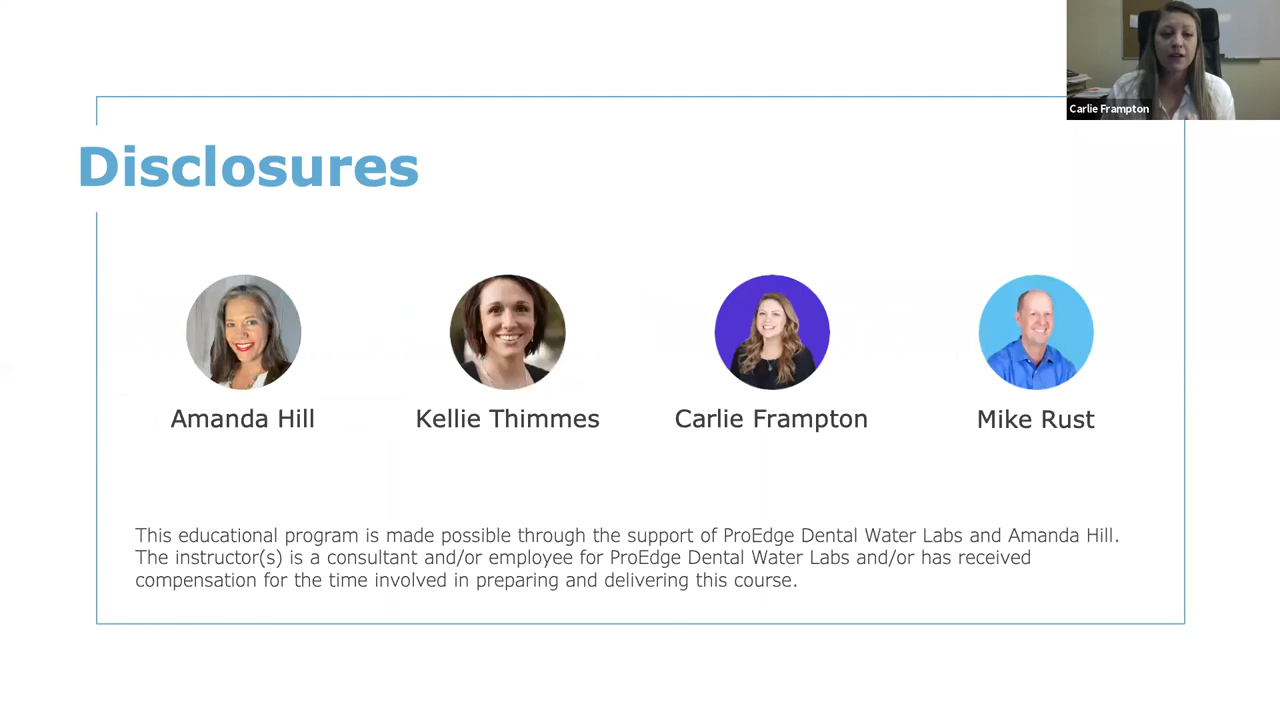 Carlie Frampton
Disclosures
Amanda Hill
Kellie Thimmes
Carlie Frampton
Mike Rust
This educational program is made possible through the support of ProEdge Dental Water Labs and Amanda Hill.
The instructor(s) is a consultant and/or employee for ProEdge Dental Water Labs and/or has received
compensation for the time involved in preparing and delivering this course.